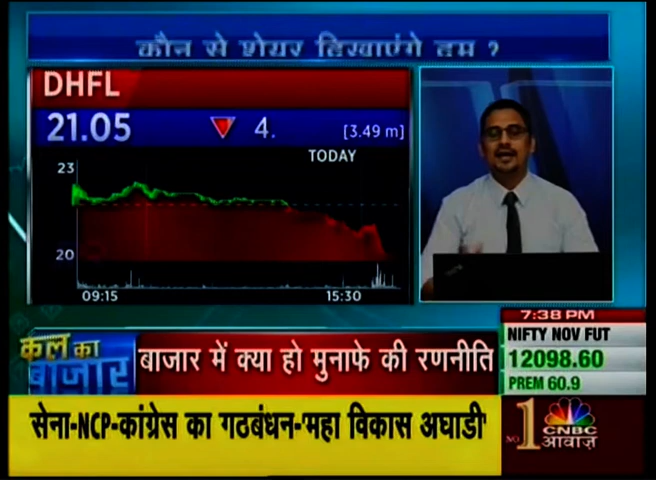 कौन से शेयर दिखाएंगे दम ?
DHFL
21.05 4. [3.49 m]
TODAY
23
20
09:15 15:30
7:38 PM
कल का बाजार
बाजार में क्या हो मुनाफे की रणनीति
NIFTY NOV FUT
12098.60
PREM 60.9
सेना-NCP-कांग्रेस का गठबंधन-'महा विकास अघाडी'
NO 1 CNBC आवाज़